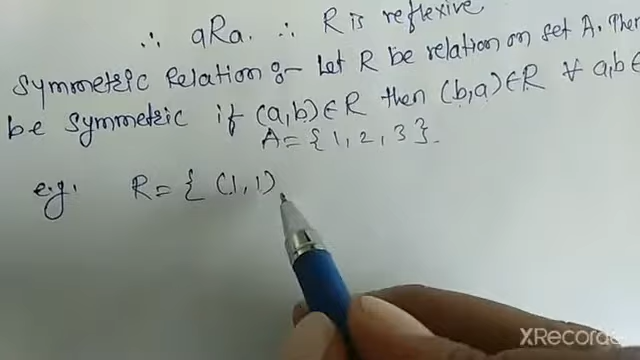 ∴ aRa. ∴ R is reflexive
Symmetric Relation :- Let R be relation on set A. Then
be symmetric if (a,b)∈R then (b,a)∈R ∀ a,b∈
A = {1, 2, 3}.
e.g. R = { (1,1)
XRecorder